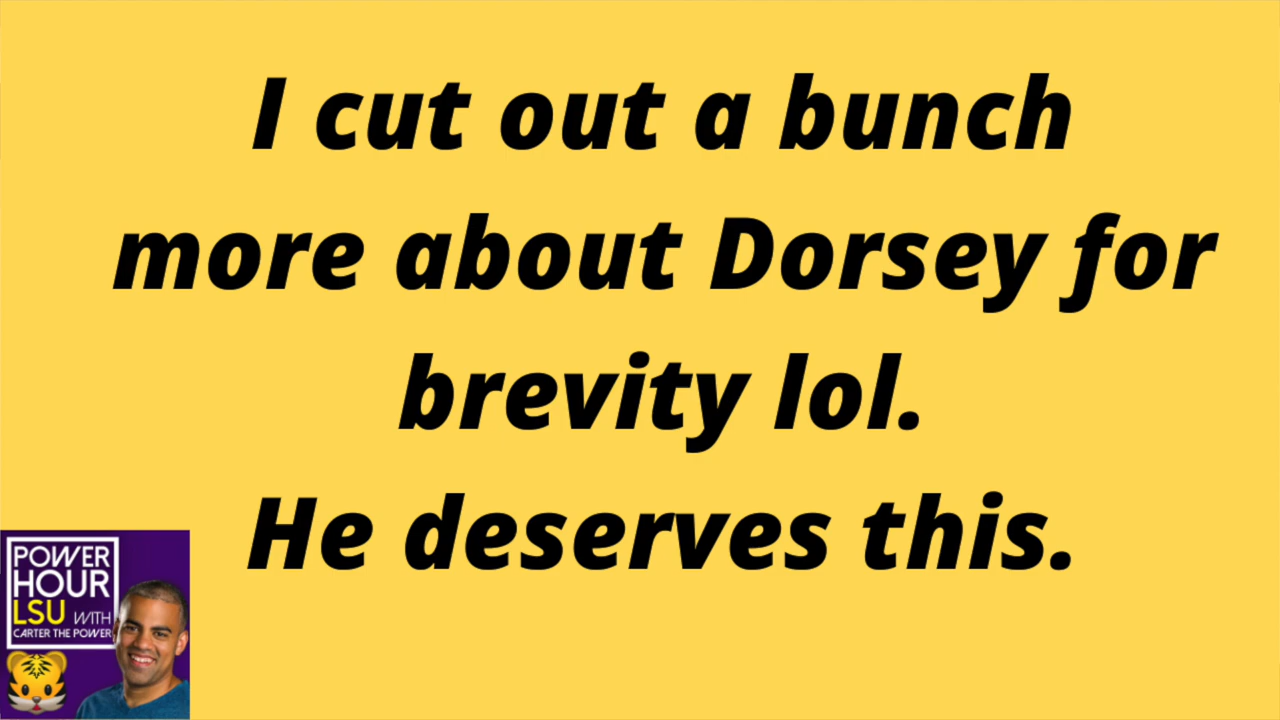 I cut out a bunch
more about Dorsey for
brevity lol.
He deserves this.
POWER
HOUR
LSU WITH
CARTER THE POWER